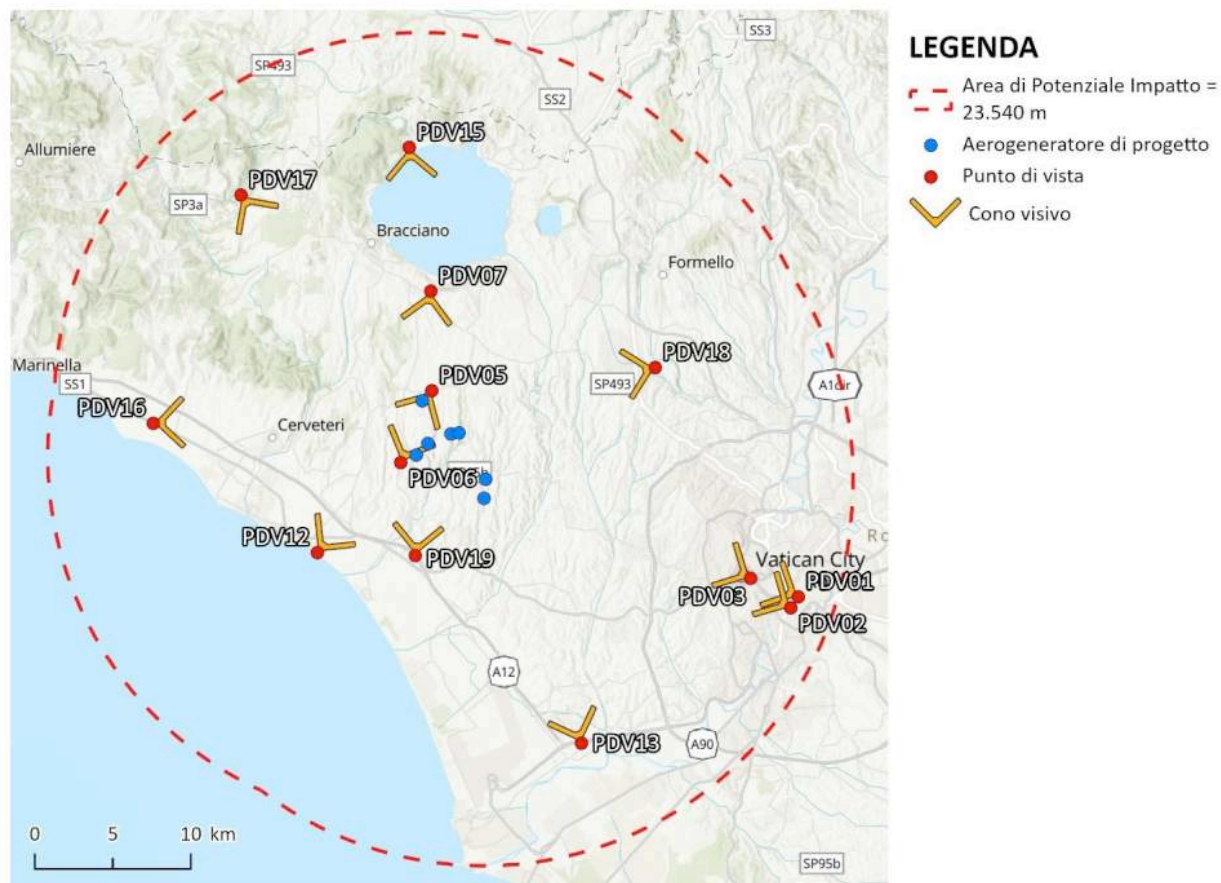 SS3
SP493
SS2
PDV15
Allumiere
PDV17
SP3a
Bracciano
Formello
PDV07
PDV18
Marinella
SS1
PDV05
SP493
A1dir
PDV16
Cerveteri
PDV06
PDV12
PDV19
Vatican City
PDV03
PDV01
PDV02
A12
PDV13
A90
0 5 10 km
SP95b
LEGENDA
Area di Potenziale Impatto =
23.540 m
Aerogeneratore di progetto
Punto di vista
Cono visivo